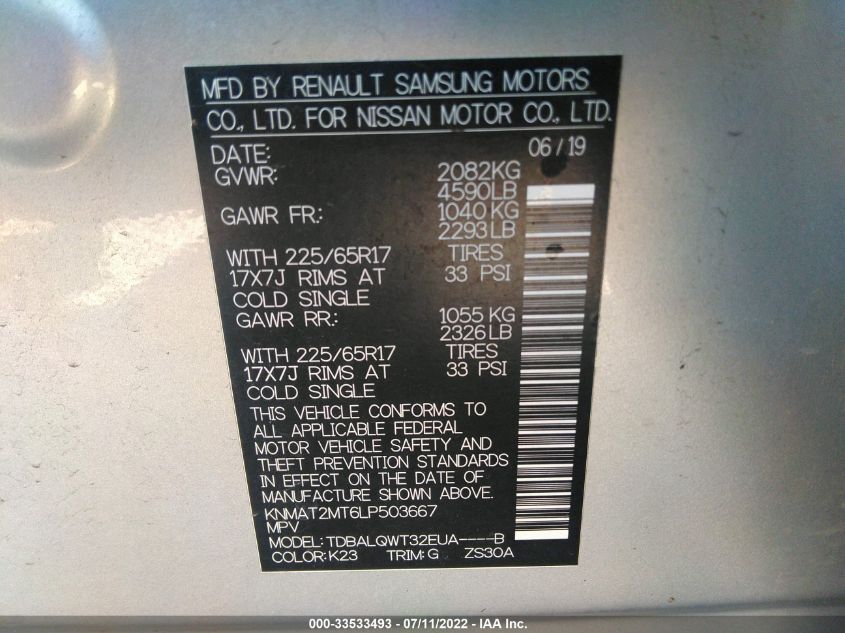 MFD BY RENAULT SAMSUNG MOTORS
CO., LTD. FOR NISSAN MOTOR CO., LTD.
DATE: 06/19
GVWR: 2082KG
4590LB
GAWR FR.: 1040 KG
2293 LB
WITH 225/65R17 TIRES
17X7J RIMS AT 33 PSI
COLD SINGLE
GAWR RR.: 1055 KG
2326 LB
WITH 225/65R17 TIRES
17X7J RIMS AT 33 PSI
COLD SINGLE
THIS VEHICLE CONFORMS TO
ALL APPLICABLE FEDERAL
MOTOR VEHICLE SAFETY AND
THEFT PREVENTION STANDARDS
IN EFFECT ON THE DATE OF
MANUFACTURE SHOWN ABOVE.
KNMAT2MT6LP503667
MPV
MODEL: TDBALQWT32EUA----B
COLOR: K23 TRIM: G ZS30A
000-33533493 - 07/11/2022 - IAA Inc.